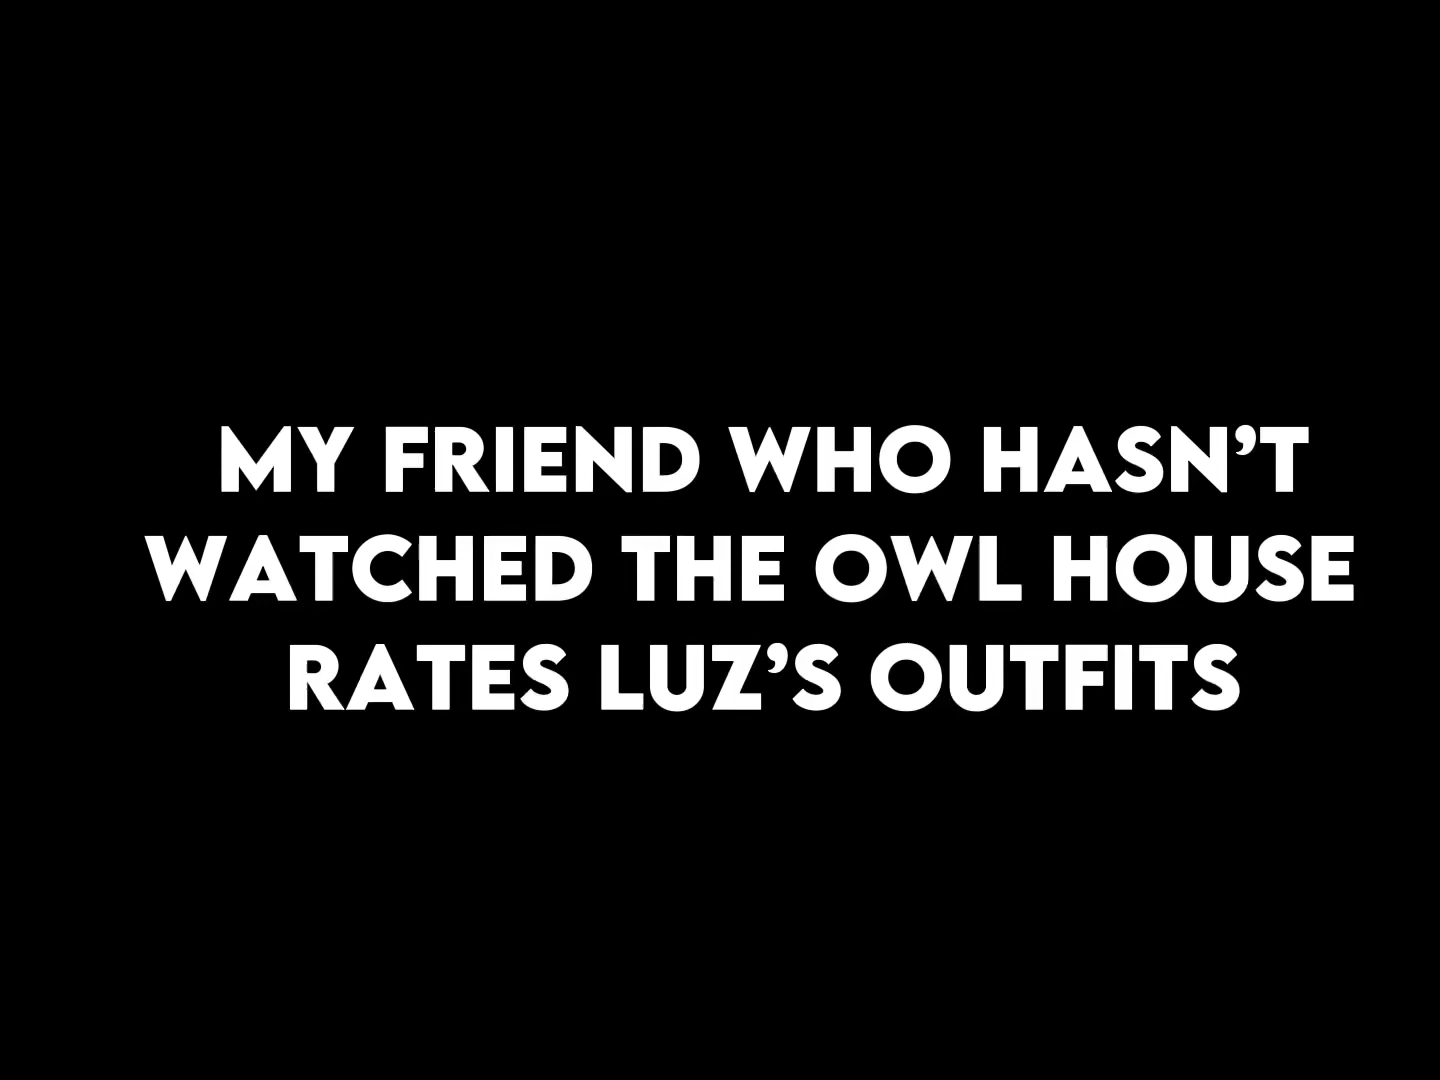 MY FRIEND WHO HASN’T
WATCHED THE OWL HOUSE
RATES LUZ’S OUTFITS